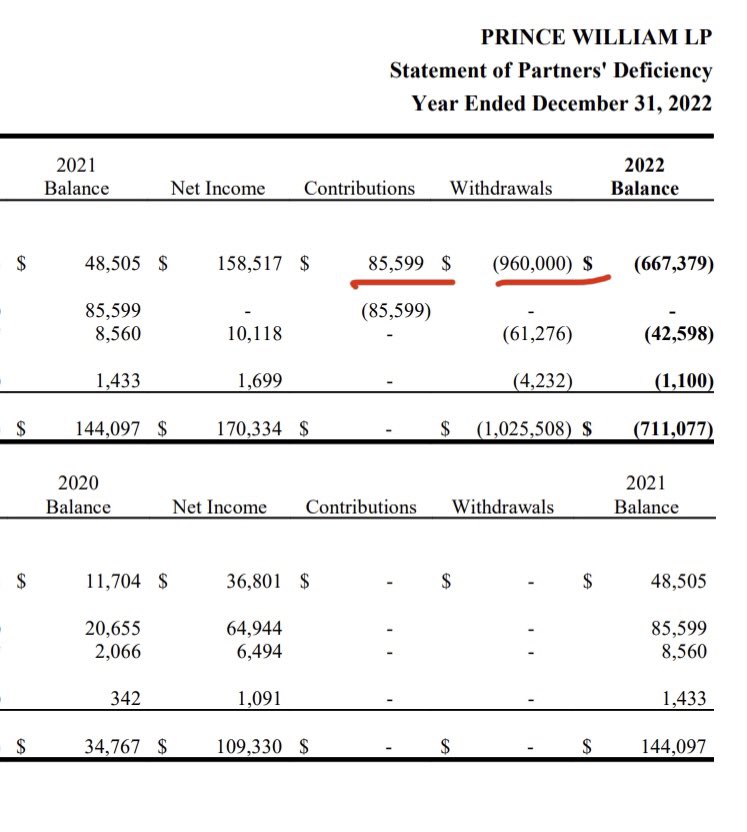 PRINCE WILLIAM LP
Statement of Partners' Deficiency
Year Ended December 31, 2022
2021 2022
Balance Net Income Contributions Withdrawals Balance
$ 48,505 $ 158,517 $ 85,599 $ (960,000) $ (667,379)
85,599 - (85,599) - -
8,560 10,118 - (61,276) (42,598)
1,433 1,699 - (4,232) (1,100)
$ 144,097 $ 170,334 $ - $ (1,025,508) $ (711,077)
2020 2021
Balance Net Income Contributions Withdrawals Balance
$ 11,704 $ 36,801 $ - $ - $ 48,505
20,655 64,944 - - 85,599
2,066 6,494 - - 8,560
342 1,091 - - 1,433
$ 34,767 $ 109,330 $ - $ - $ 144,097